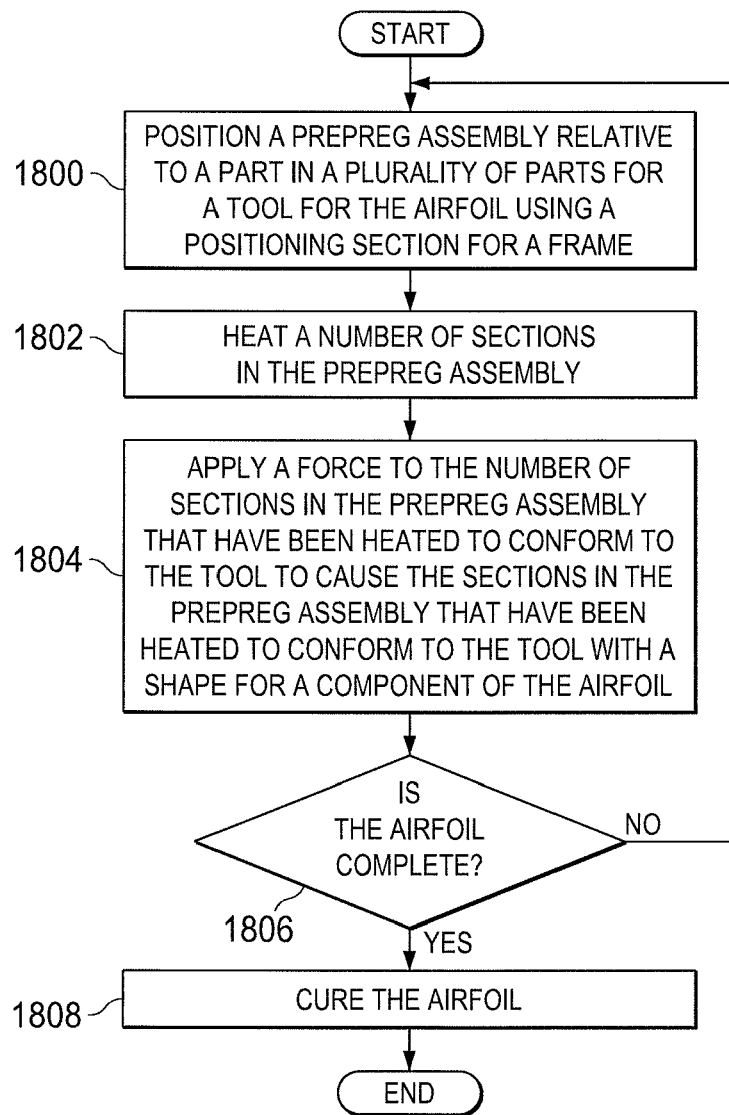 START
1800
POSITION A PREPREG ASSEMBLY RELATIVE
TO A PART IN A PLURALITY OF PARTS FOR
A TOOL FOR THE AIRFOIL USING A
POSITIONING SECTION FOR A FRAME
1802
HEAT A NUMBER OF SECTIONS
IN THE PREPREG ASSEMBLY
1804
APPLY A FORCE TO THE NUMBER OF
SECTIONS IN THE PREPREG ASSEMBLY
THAT HAVE BEEN HEATED TO CONFORM TO
THE TOOL TO CAUSE THE SECTIONS IN THE
PREPREG ASSEMBLY THAT HAVE BEEN
HEATED TO CONFORM TO THE TOOL WITH A
SHAPE FOR A COMPONENT OF THE AIRFOIL
IS
THE AIRFOIL
COMPLETE?
NO
1806
YES
1808
CURE THE AIRFOIL
END